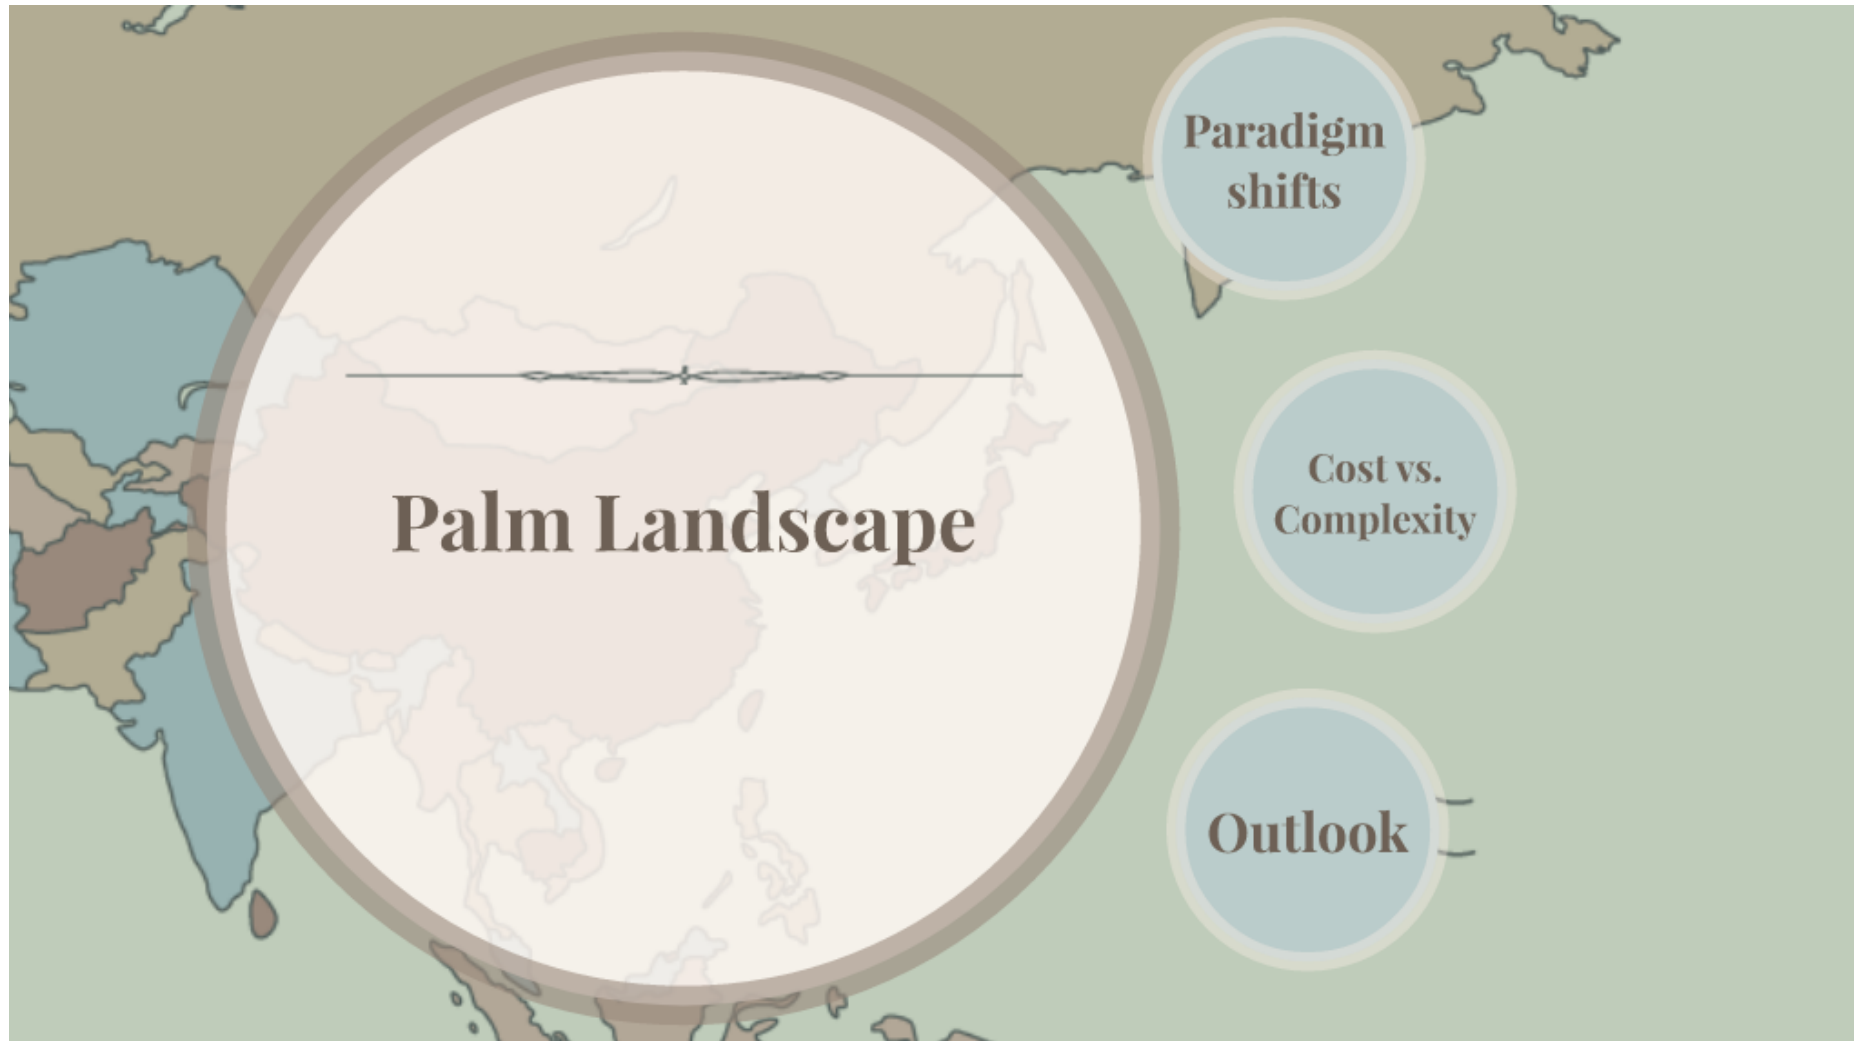 Palm Landscape
Paradigm
shifts
Cost vs.
Complexity
Outlook